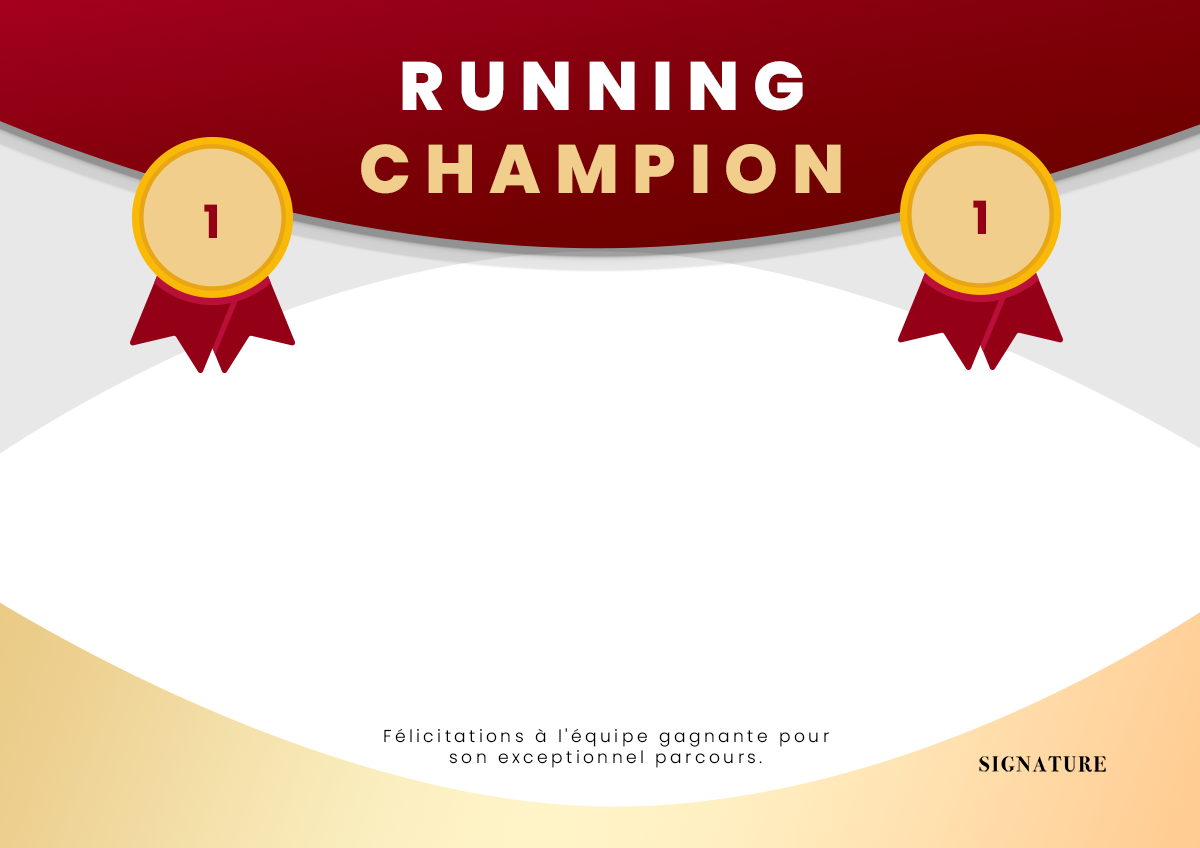 RUNNING
CHAMPION
1
1
Félicitations à l'équipe gagnante pour
son exceptionnel parcours.
SIGNATURE